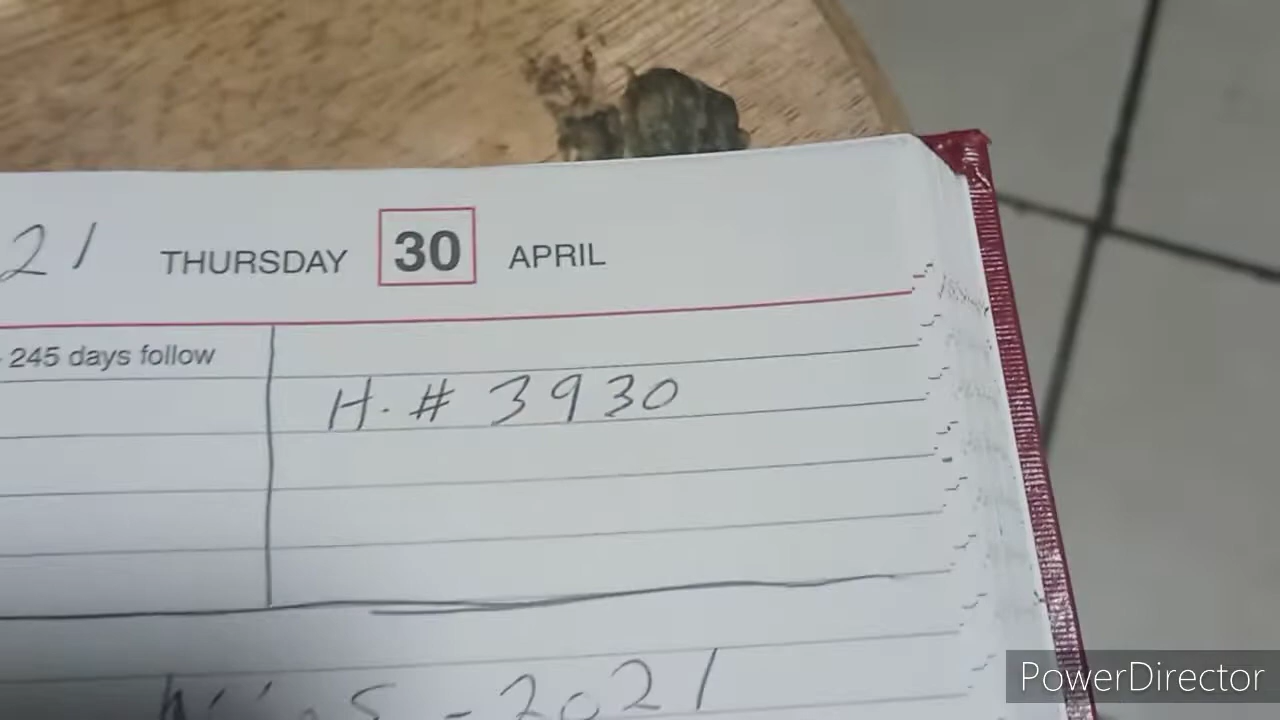 21 THURSDAY 30 APRIL
245 days follow
H. # 3930
- 2021
PowerDirector